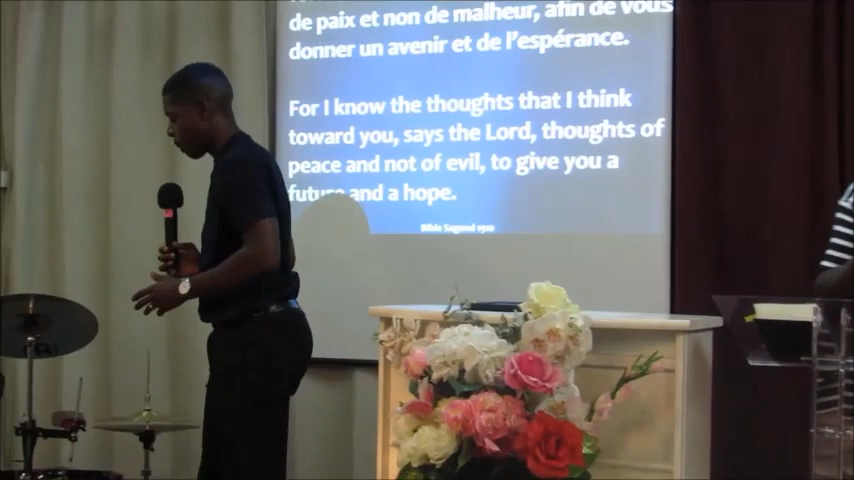 de paix et non de malheur, afin de vous
donner un avenir et de l'espérance.
For I know the thoughts that I think
toward you, says the Lord, thoughts of
peace and not of evil, to give you a
future and a hope.
Bible Segond 1910